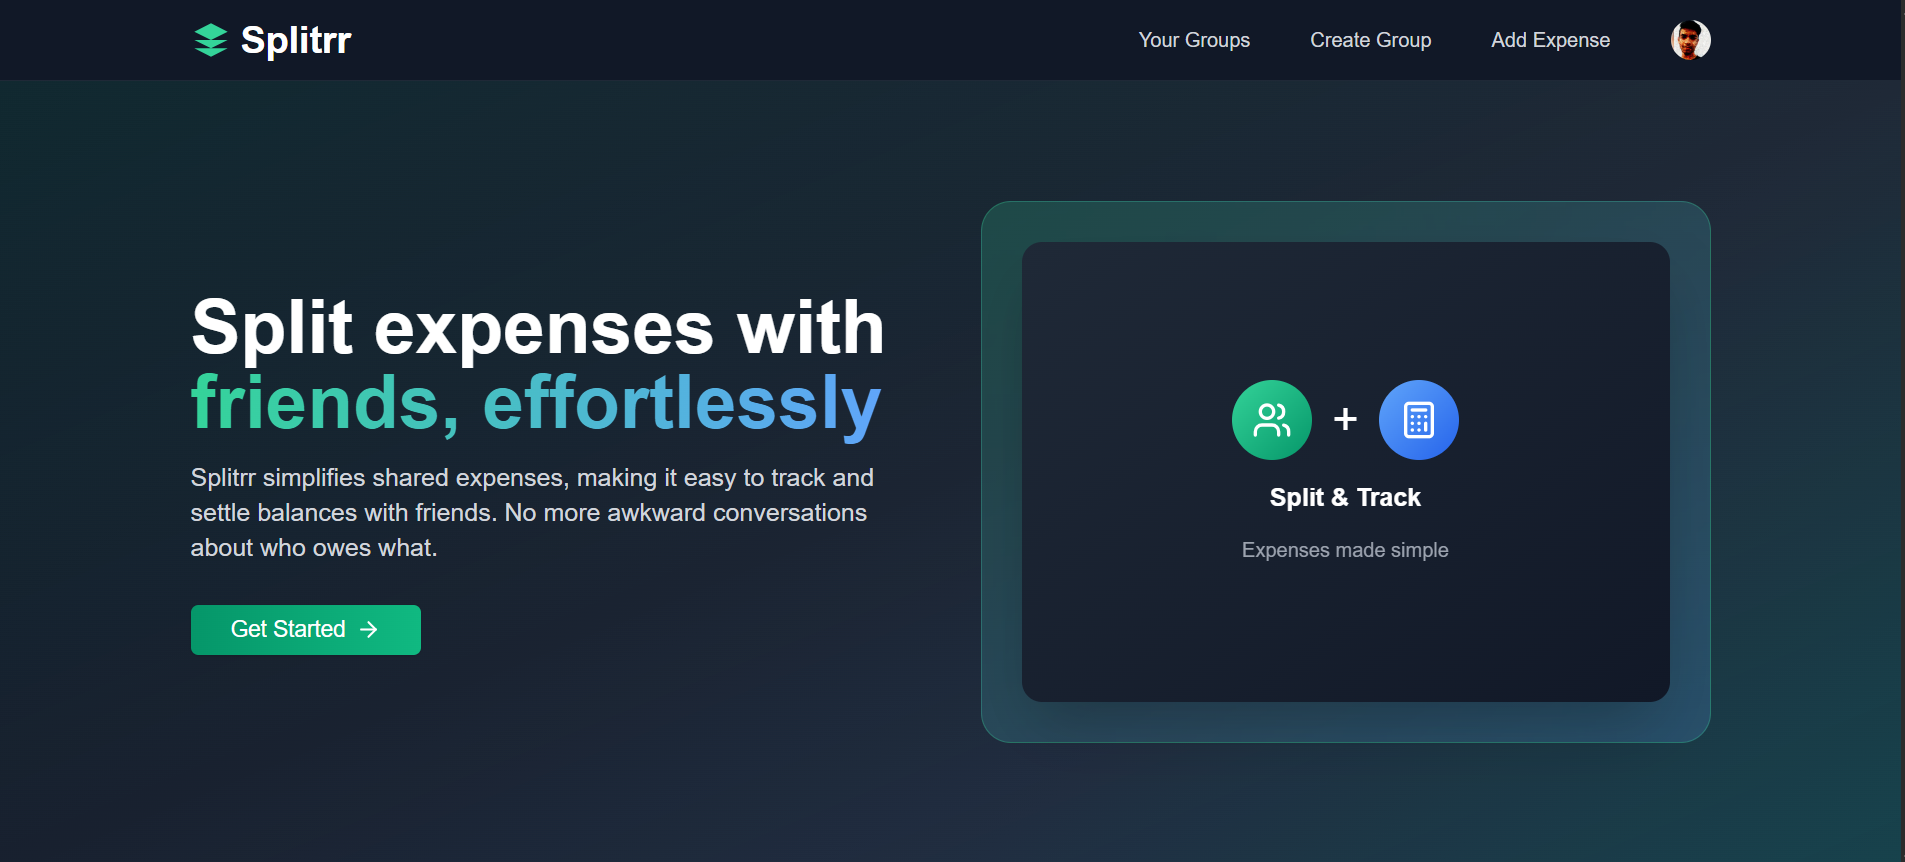 Splitrr
Your Groups
Create Group
Add Expense
Split expenses with
friends, effortlessly
Splitrr simplifies shared expenses, making it easy to track and
settle balances with friends. No more awkward conversations
about who owes what.
Get Started →
+
Split & Track
Expenses made simple